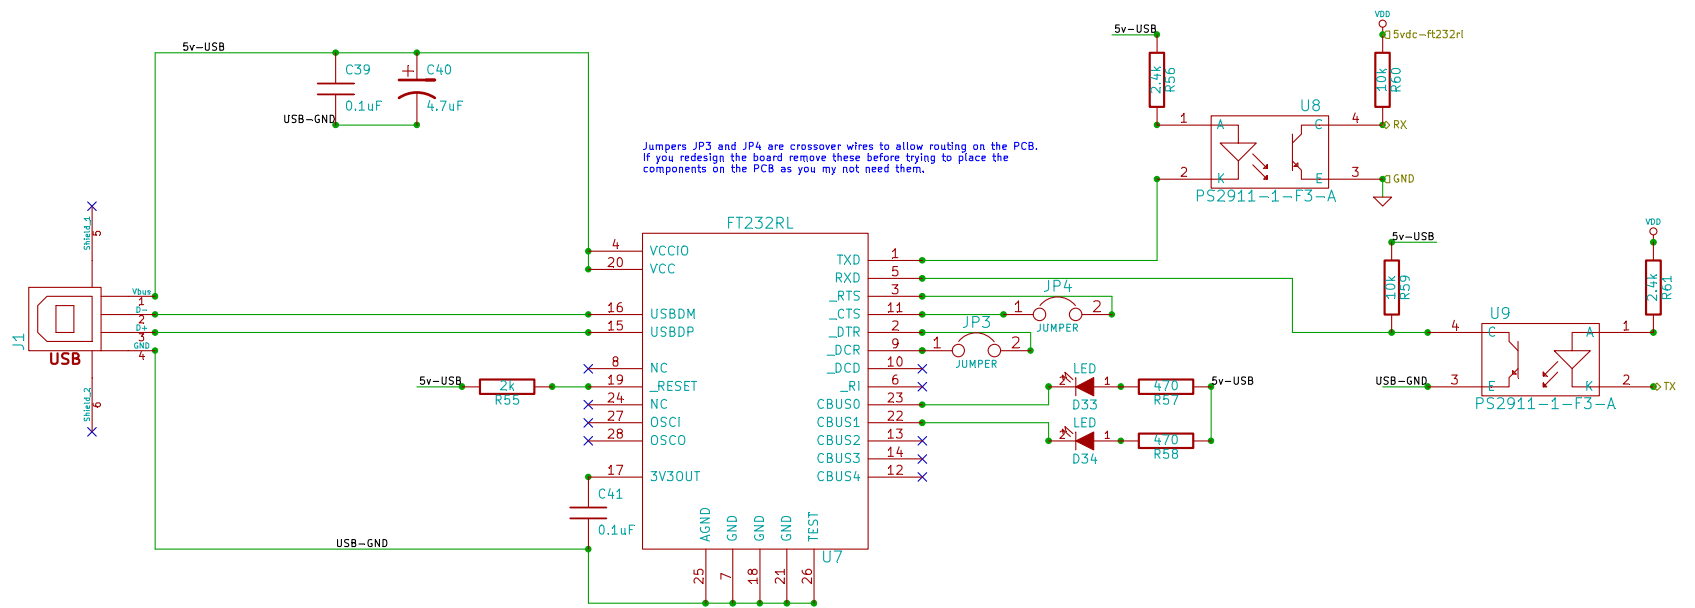 5v-USB
C39
0.1uF
C40
4.7uF
USB-GND
5v-USB
2.4k
R56
VDD
5vdc-ft232rl
10k
R60
U8
1
A
C
4
RX
2
K
E
3
GND
PS2911-1-F3-A
Jumpers JP3 and JP4 are crossover wires to allow routing on the PCB.
If you redesign the board remove these before trying to place the
components on the PCB as you my not need them.
Shield_1
5
J1
USB
Vbus
1
D-
2
D+
3
GND
4
Shield_2
6
FT232RL
4
VCCIO
20
VCC
16
USBDM
15
USBDP
8
NC
19
_RESET
24
NC
27
OSCI
28
OSCO
17
3V3OUT
TXD
1
RXD
5
_RTS
3
_CTS
11
_DTR
2
_DCR
9
_DCD
10
_RI
6
CBUS0
23
CBUS1
22
CBUS2
13
CBUS3
14
CBUS4
12
AGND
GND
GND
GND
TEST
25
7
18
21
26
U7
5v-USB
2k
R55
C41
0.1uF
USB-GND
JP4
1
2
JUMPER
JP3
1
2
JUMPER
LED
2
1
D33
470
R57
5v-USB
LED
2
1
D34
470
R58
5v-USB
10k
R59
VDD
2.4k
R61
U9
4
C
A
1
USB-GND
3
E
K
2
TX
PS2911-1-F3-A